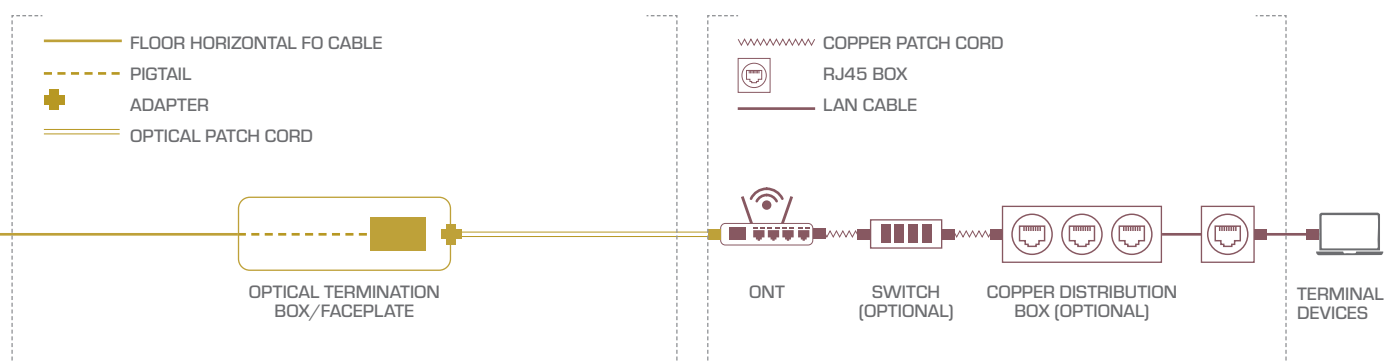 FLOOR HORIZONTAL FO CABLE
PIGTAIL
ADAPTER
OPTICAL PATCH CORD
COPPER PATCH CORD
RJ45 BOX
LAN CABLE
OPTICAL TERMINATION
BOX/FACEPLATE
ONT
SWITCH
(OPTIONAL)
COPPER DISTRIBUTION
BOX (OPTIONAL)
TERMINAL
DEVICES